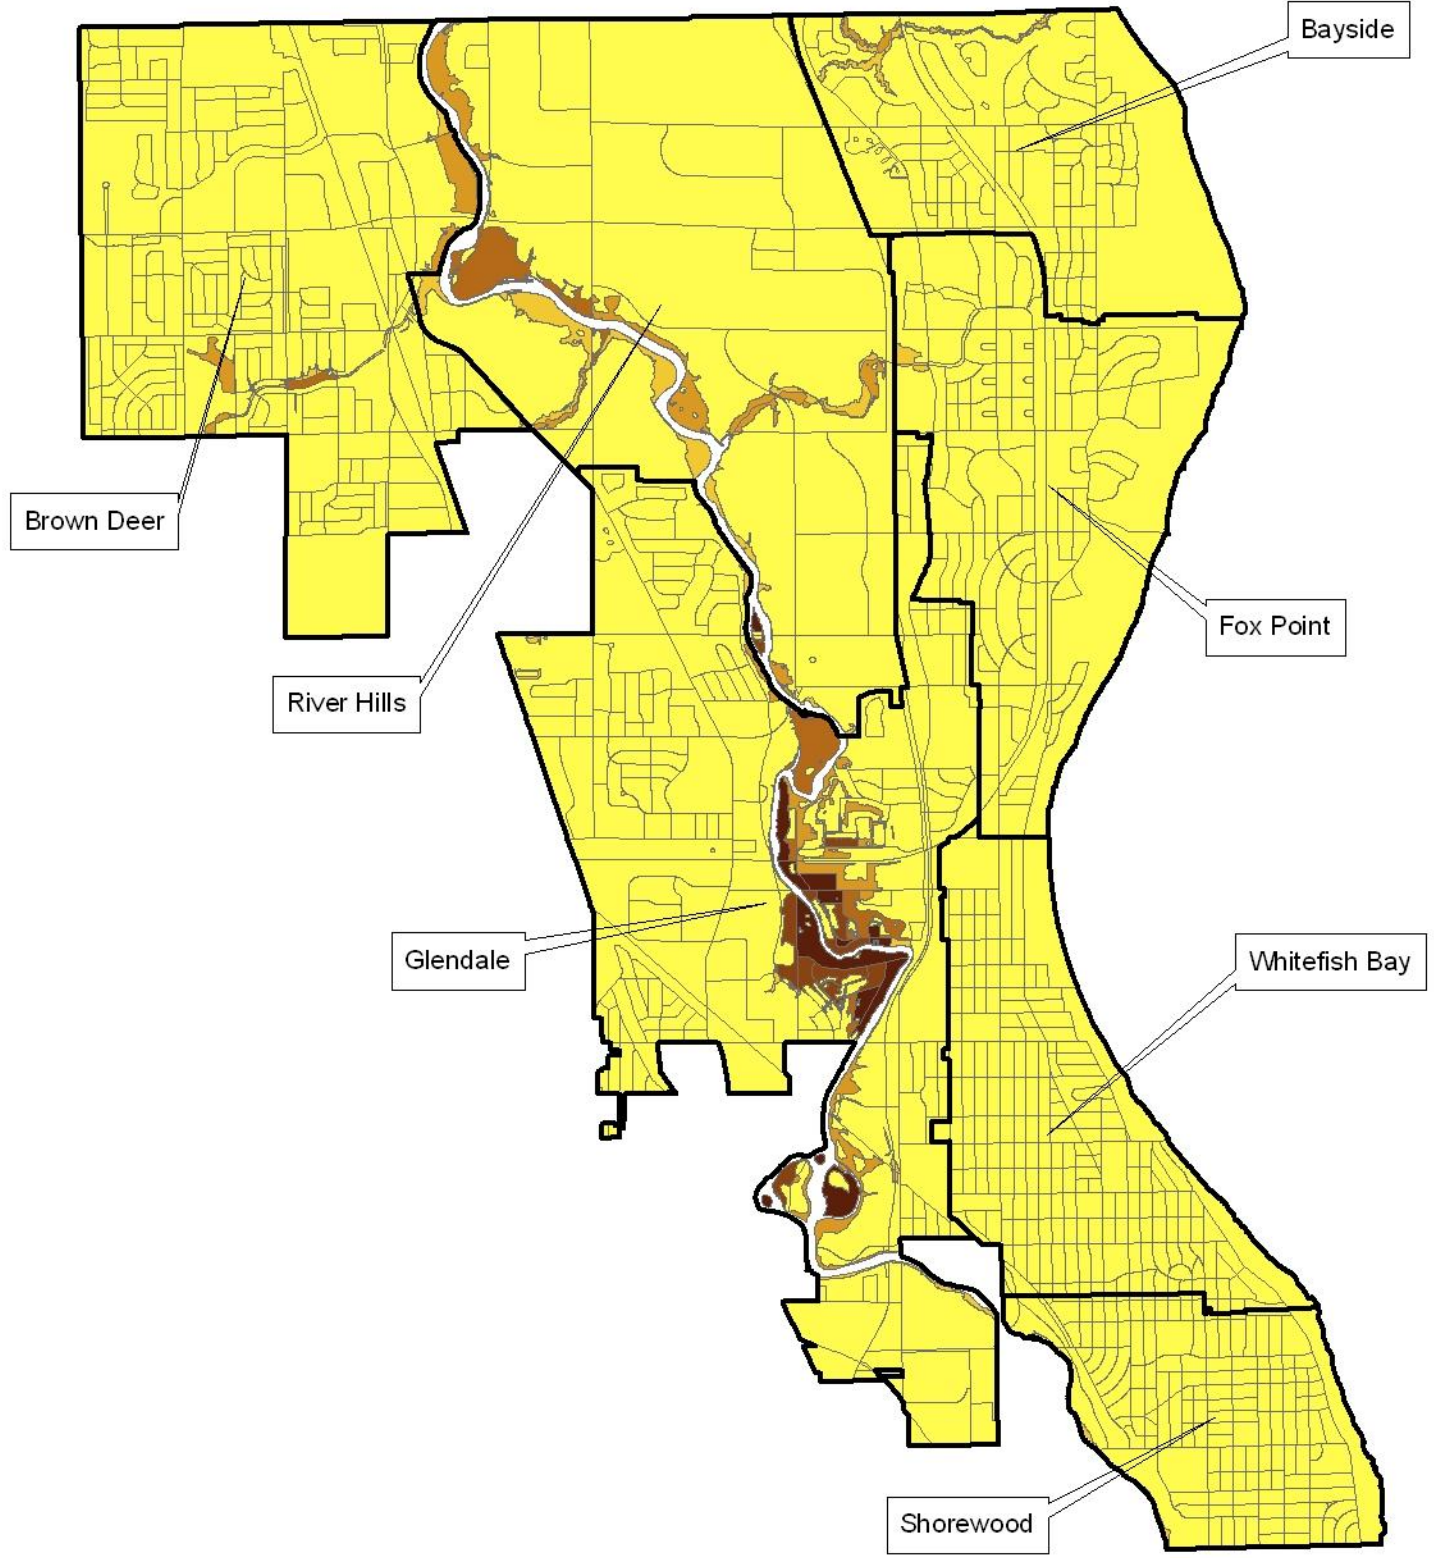 Bayside
Brown Deer
Fox Point
River Hills
Glendale
Whitefish Bay
Shorewood